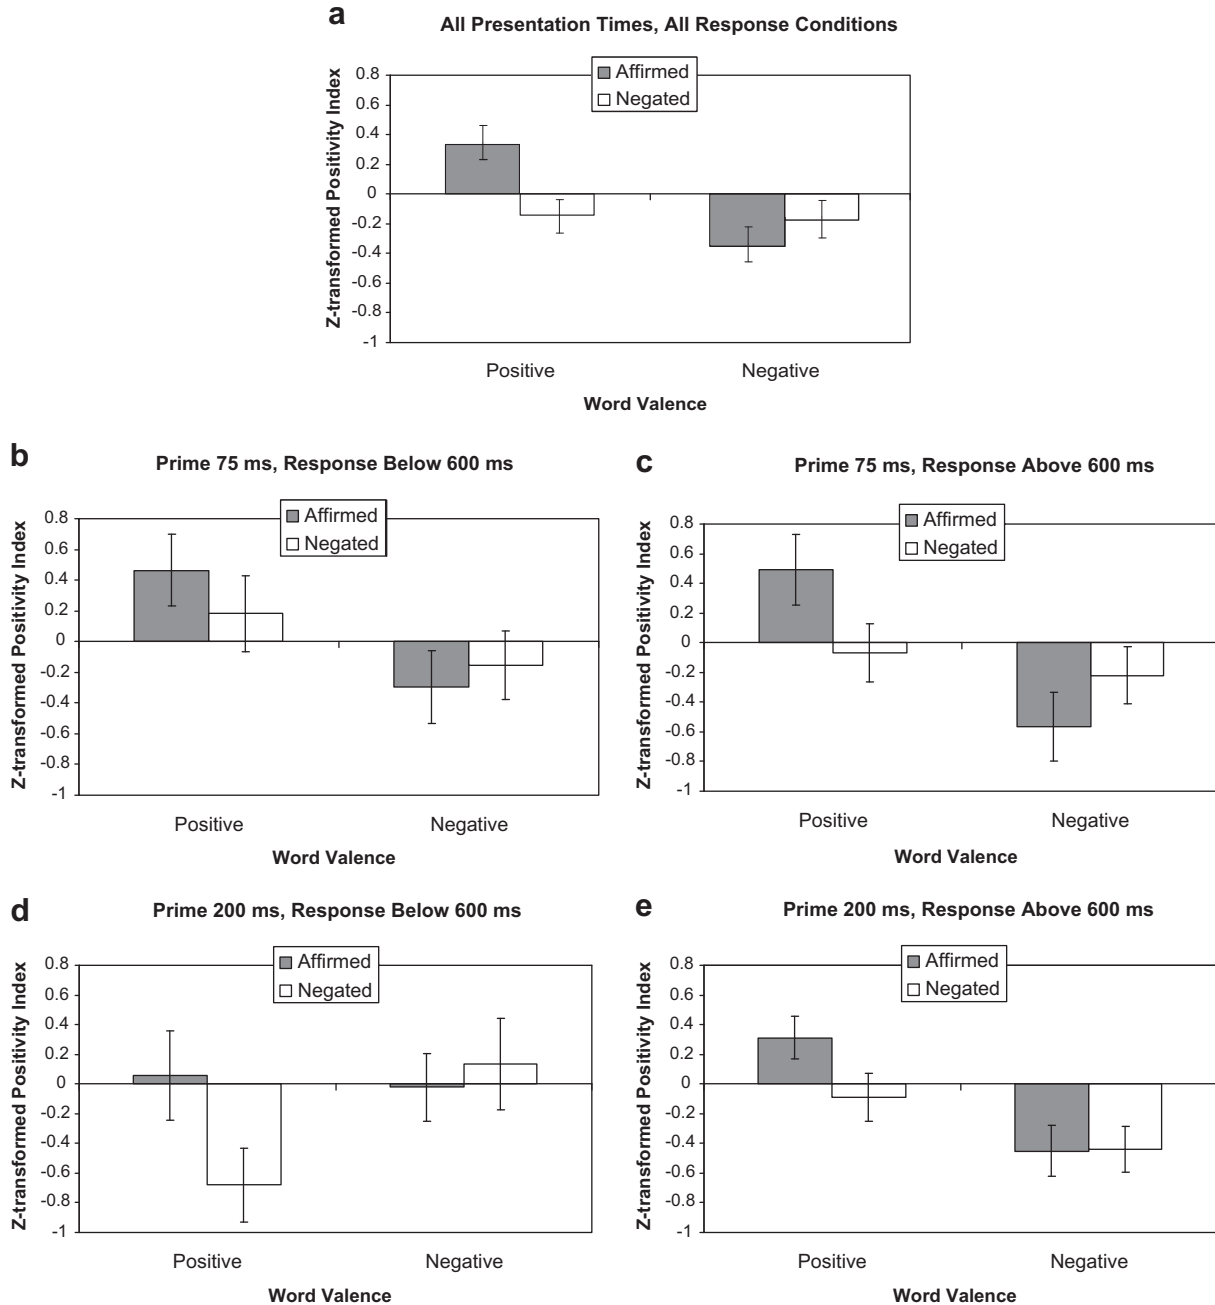 a
All Presentation Times, All Response Conditions
Affirmed
Negated
Z-transformed Positivity Index
0.8
0.6
0.4
0.2
0
-0.2
-0.4
-0.6
-0.8
-1
Positive Negative
Word Valence
b
Prime 75 ms, Response Below 600 ms
Affirmed
Negated
Z-transformed Positivity Index
0.8
0.6
0.4
0.2
0
-0.2
-0.4
-0.6
-0.8
-1
Positive Negative
Word Valence
c
Prime 75 ms, Response Above 600 ms
Affirmed
Negated
Z-transformed Positivity Index
0.8
0.6
0.4
0.2
0
-0.2
-0.4
-0.6
-0.8
-1
Positive Negative
Word Valence
d
Prime 200 ms, Response Below 600 ms
Affirmed
Negated
Z-transformed Positivity Index
0.8
0.6
0.4
0.2
0
-0.2
-0.4
-0.6
-0.8
-1
Positive Negative
Word Valence
e
Prime 200 ms, Response Above 600 ms
Affirmed
Negated
Z-transformed Positivity Index
0.8
0.6
0.4
0.2
0
-0.2
-0.4
-0.6
-0.8
-1
Positive Negative
Word Valence